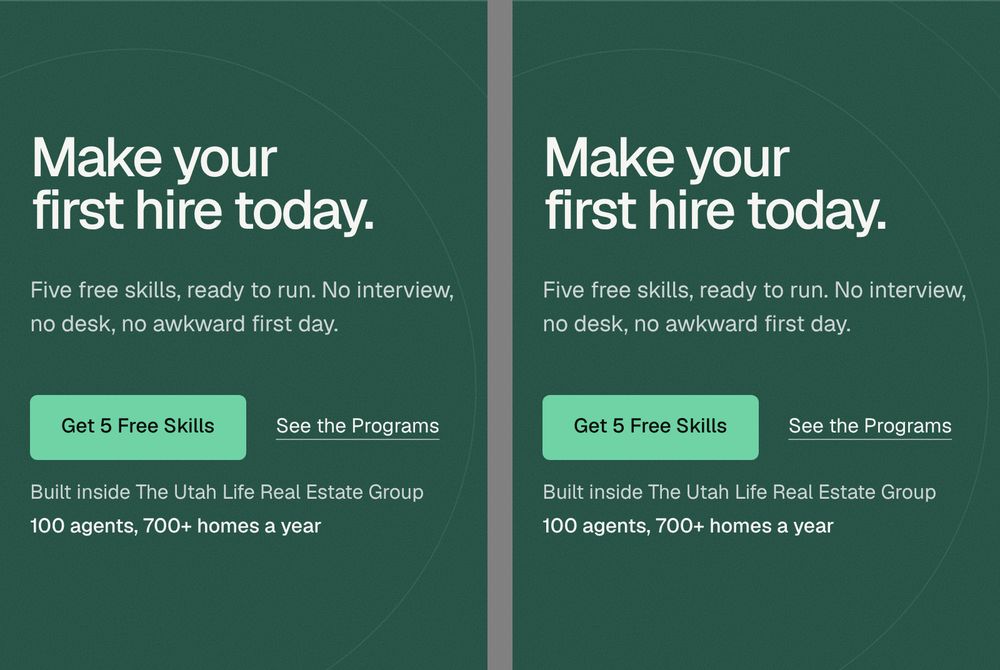 Make your
first hire today.
Five free skills, ready to run. No interview,
no desk, no awkward first day.
Get 5 Free Skills
See the Programs
Built inside The Utah Life Real Estate Group
100 agents, 700+ homes a year
Make your
first hire today.
Five free skills, ready to run. No interview,
no desk, no awkward first day.
Get 5 Free Skills
See the Programs
Built inside The Utah Life Real Estate Group
100 agents, 700+ homes a year